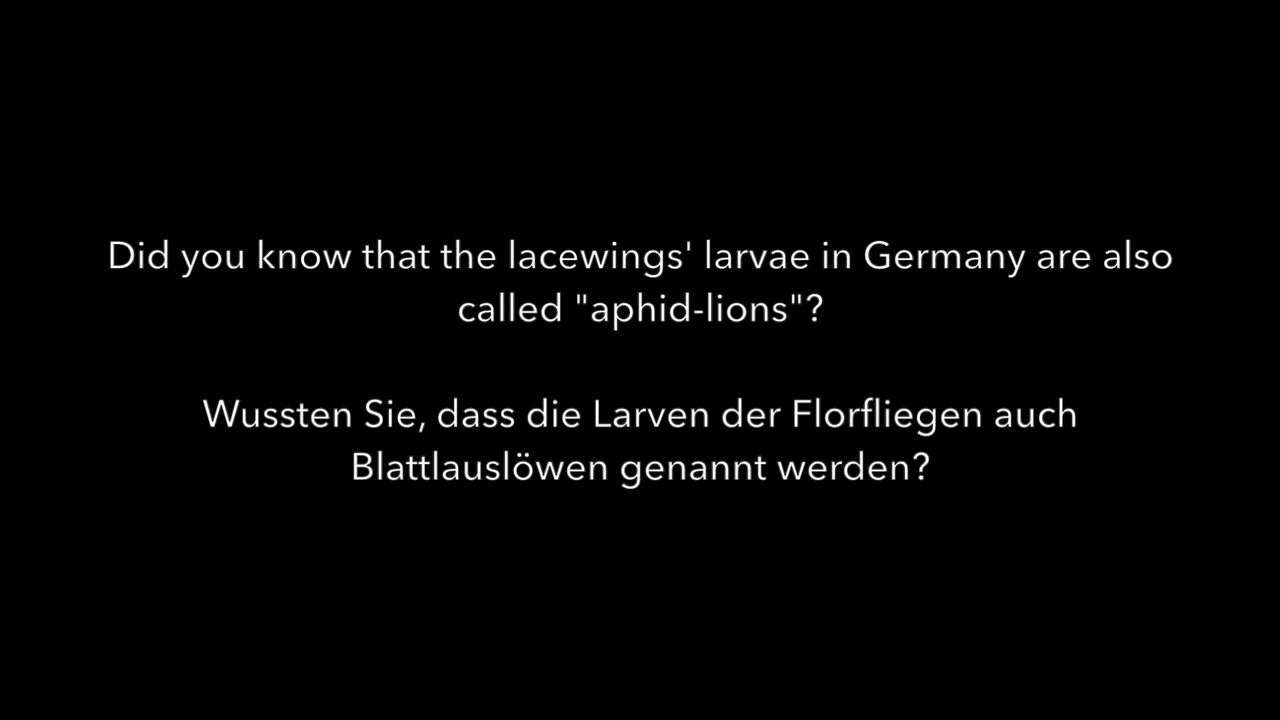 Did you know that the lacewings' larvae in Germany are also
called "aphid-lions"?
Wussten Sie, dass die Larven der Florfliegen auch
Blattlauslöwen genannt werden?